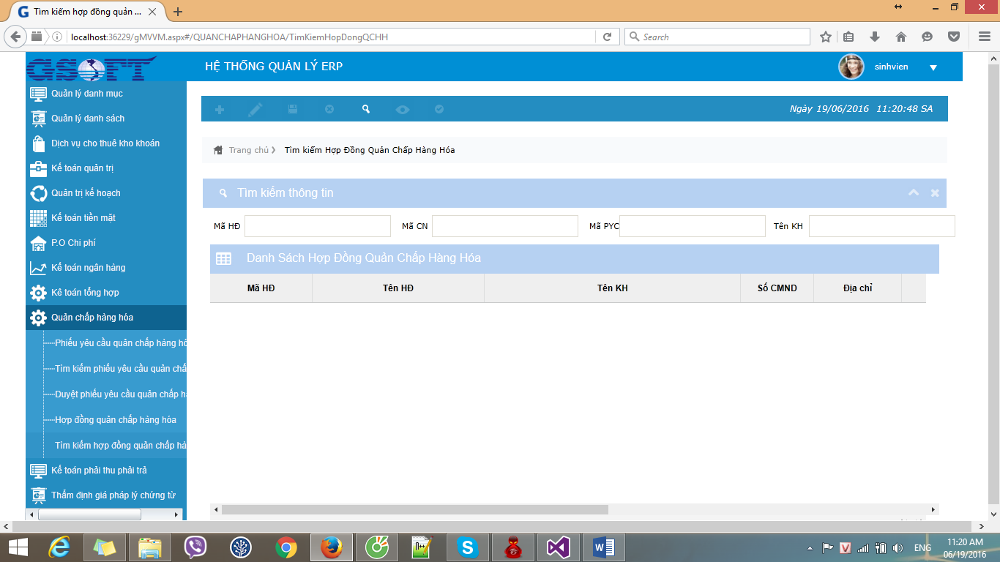 Tìm kiếm hợp đồng quản ...
localhost:36229/gMVVM.aspx#/QUANCHAPHANGHOA/TimKiemHopDongQCHH
Search
GSOFT
HỆ THỐNG QUẢN LÝ ERP
sinhvien
Quản lý danh mục
Quản lý danh sách
Dịch vụ cho thuê kho khoán
Kế toán quản trị
Quản trị kế hoạch
Kế toán tiền mặt
P.O Chi phí
Kế toán ngân hàng
Kế toán tổng hợp
Quản chấp hàng hóa
Phiếu yêu cầu quản chấp hàng hó
Tìm kiếm phiếu yêu cầu quản chấ
Duyệt phiếu yêu cầu quản chấp h
Hợp đồng quản chấp hàng hóa
Tìm kiếm hợp đồng quản chấp hà
Kế toán phải thu phải trả
Thẩm định giá pháp lý chứng từ
Ngày 19/06/2016 11:20:48 SA
Trang chủ Tìm kiếm Hợp Đồng Quản Chấp Hàng Hóa
Tìm kiếm thông tin
Mã HĐ Mã CN Mã PYC Tên KH
Danh Sách Hợp Đồng Quản Chấp Hàng Hóa
Mã HĐ Tên HĐ Tên KH Số CMND Địa chỉ
ENG
11:20 AM
06/19/2016